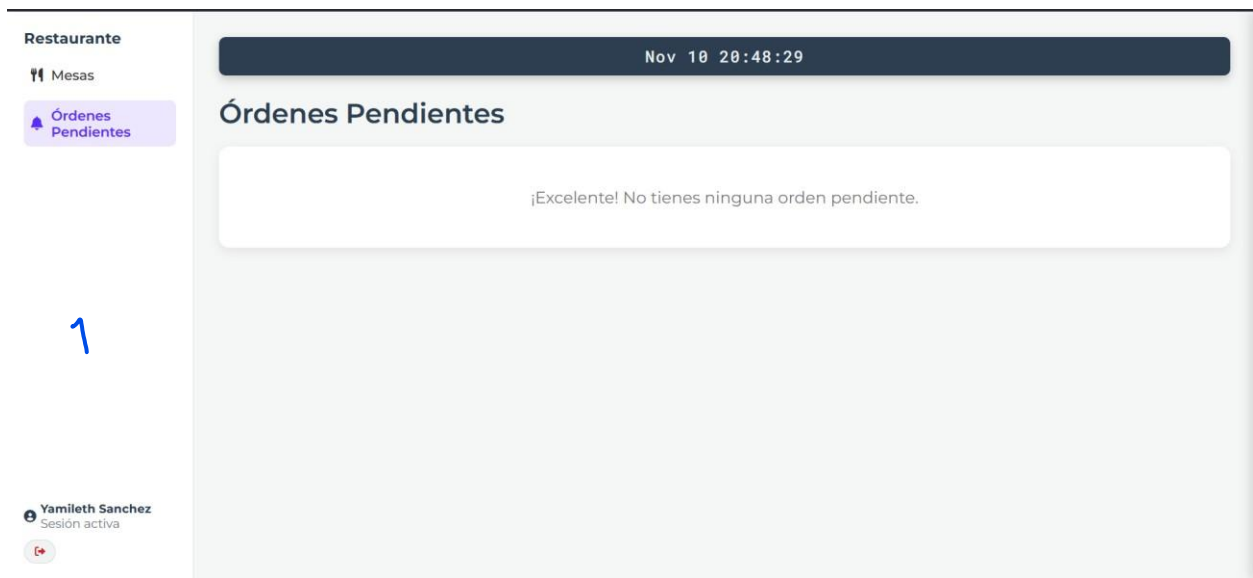 Restaurante
Mesas
Órdenes
Pendientes
1
Yamileth Sanchez
Sesión activa
Nov 10 20:48:29
Órdenes Pendientes
¡Excelente! No tienes ninguna orden pendiente.